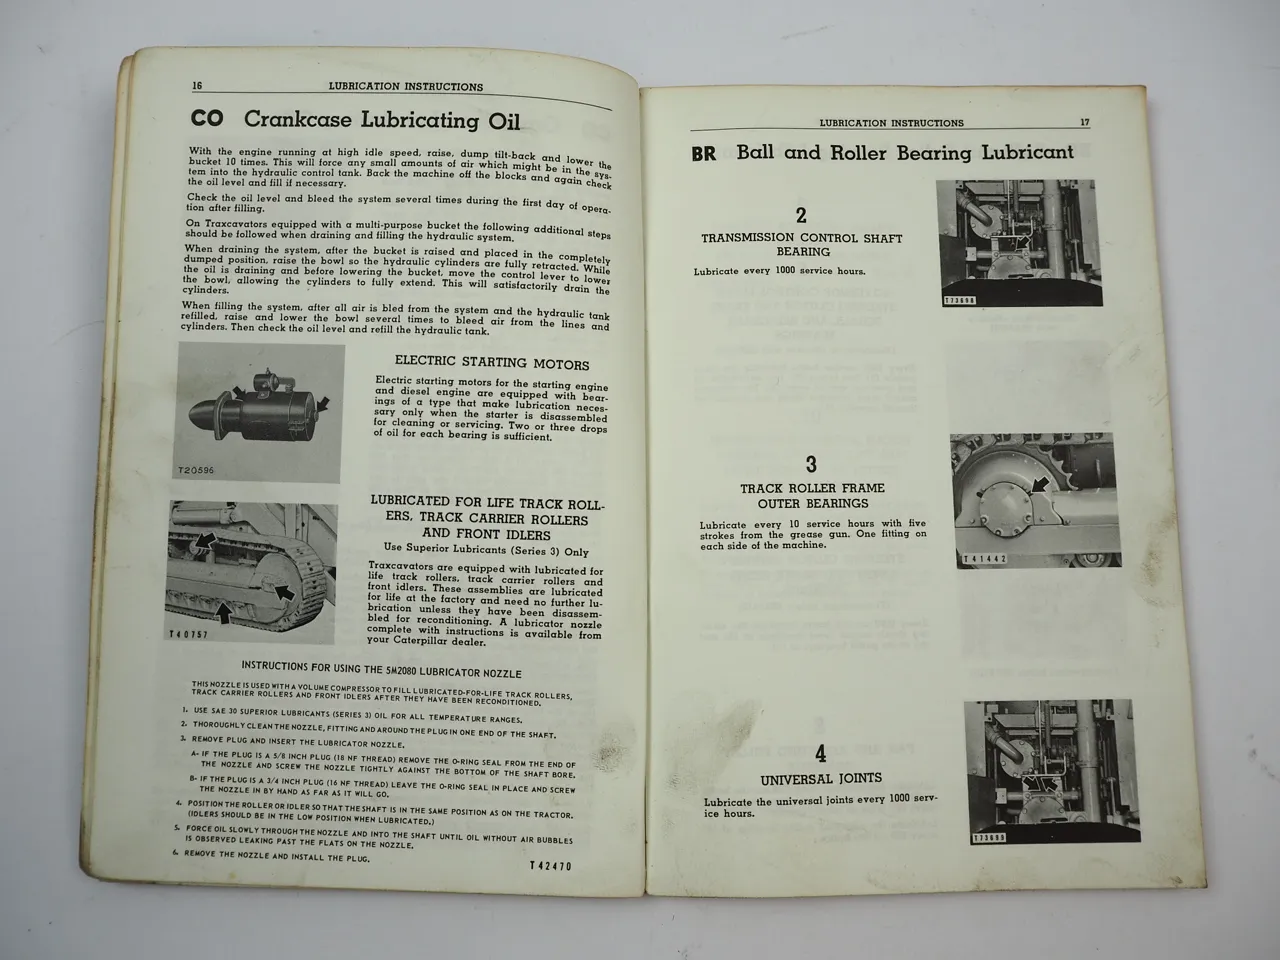 16
LUBRICATION INSTRUCTIONS
CO Crankcase Lubricating Oil
With the engine running at high idle speed, raise, dump tilt-back and lower the
bucket 10 times. This will force any small amounts of air which might be in the sys-
tem into the hydraulic control tank. Back the machine off the blocks and again check
the oil level and fill if necessary.
Check the oil level and bleed the system several times during the first day of opera-
tion after filling.
On Traxcavators equipped with a multi-purpose bucket the following additional steps
should be followed when draining and filling the hydraulic system.
When draining the system, after the bucket is raised and placed in the completely
dumped position, raise the bowl so the hydraulic cylinders are fully retracted. While
the oil is draining and before lowering the bucket, move the control lever to lower
the bowl, allowing the cylinders to fully extend. This will satisfactorily drain the
cylinders.
When filling the system, after all air is bled from the system and the hydraulic tank
refilled, raise and lower the bowl several times to bleed air from the lines and
cylinders. Then check the oil level and refill the hydraulic tank.
T20596
ELECTRIC STARTING MOTORS
Electric starting motors for the starting engine
and diesel engine are equipped with bear-
ings of a type that make lubrication neces-
sary only when the starter is disassembled
for cleaning or servicing. Two or three drops
of oil for each bearing is sufficient.
T40757
LUBRICATED FOR LIFE TRACK ROLL-
ERS, TRACK CARRIER ROLLERS
AND FRONT IDLERS
Use Superior Lubricants (Series 3) Only
Traxcavators are equipped with lubricated for
life track rollers, track carrier rollers and
front idlers. These assemblies are lubricated
for life at the factory and need no further lu-
brication unless they have been disassem-
bled for reconditioning. A lubricator nozzle
complete with instructions is available from
your Caterpillar dealer.
INSTRUCTIONS FOR USING THE 5M2080 LUBRICATOR NOZZLE
THIS NOZZLE IS USED WITH A VOLUME COMPRESSOR TO FILL LUBRICATED-FOR-LIFE TRACK ROLLERS,
TRACK CARRIER ROLLERS AND FRONT IDLERS AFTER THEY HAVE BEEN RECONDITIONED.
1. USE SAE 30 SUPERIOR LUBRICANTS (SERIES 3) OIL FOR ALL TEMPERATURE RANGES.
2. THOROUGHLY CLEAN THE NOZZLE, FITTING AND AROUND THE PLUG IN ONE END OF THE SHAFT.
3. REMOVE PLUG AND INSERT THE LUBRICATOR NOZZLE.
A- IF THE PLUG IS A 5/8 INCH PLUG (18 NF THREAD) REMOVE THE O-RING SEAL FROM THE END OF
THE NOZZLE AND SCREW THE NOZZLE TIGHTLY AGAINST THE BOTTOM OF THE SHAFT BORE.
B- IF THE PLUG IS A 3/4 INCH PLUG (16 NF THREAD) LEAVE THE O-RING SEAL IN PLACE AND SCREW
THE NOZZLE IN BY HAND AS FAR AS IT WILL GO.
4. POSITION THE ROLLER OR IDLER SO THAT THE SHAFT IS IN THE SAME POSITION AS ON THE TRACTOR.
(IDLERS SHOULD BE IN THE LOW POSITION WHEN LUBRICATED.)
5. FORCE OIL SLOWLY THROUGH THE NOZZLE AND INTO THE SHAFT UNTIL OIL WITHOUT AIR BUBBLES
IS OBSERVED LEAKING PAST THE FLATS ON THE NOZZLE.
6. REMOVE THE NOZZLE AND INSTALL THE PLUG.
T42470
LUBRICATION INSTRUCTIONS
17
BR Ball and Roller Bearing Lubricant
2
TRANSMISSION CONTROL SHAFT
BEARING
Lubricate every 1000 service hours.
T73698
3
TRACK ROLLER FRAME
OUTER BEARINGS
Lubricate every 10 service hours with five
strokes from the grease gun. One fitting on
each side of the machine.
T41442
4
UNIVERSAL JOINTS
Lubricate the universal joints every 1000 serv-
ice hours.
T73699